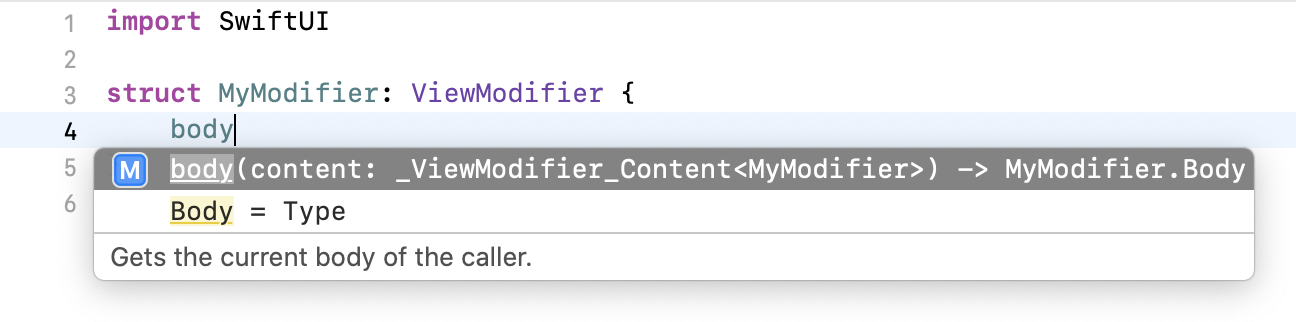 1 import SwiftUI
2
3 struct MyModifier: ViewModifier {
4 body
5 M body(content: _ViewModifier_Content<MyModifier>) -> MyModifier.Body
6 Body = Type
Gets the current body of the caller.